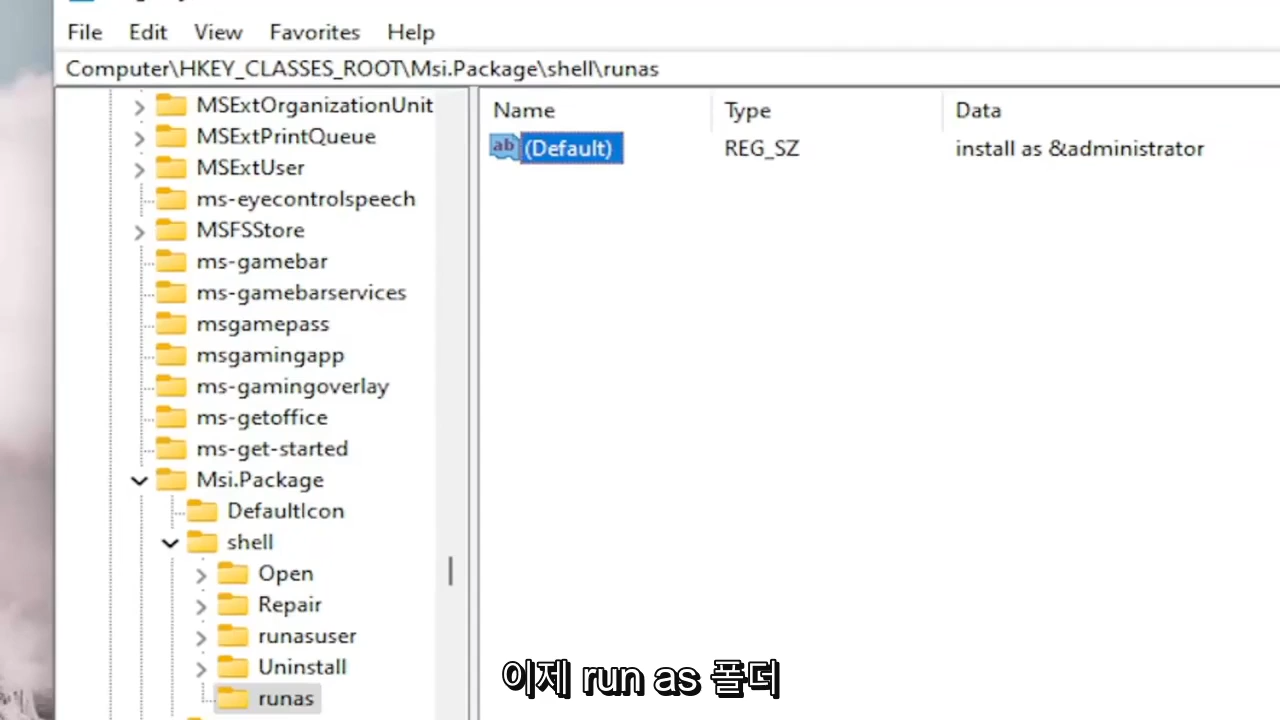 File Edit View Favorites Help
Computer\HKEY_CLASSES_ROOT\Msi.Package\shell\runas
MSExtOrganizationUnit
MSExtPrintQueue
MSExtUser
ms-eyecontrolspeech
MSFSStore
ms-gamebar
ms-gamebarservices
msgamepass
msgamingapp
ms-gamingoverlay
ms-getoffice
ms-get-started
Msi.Package
DefaultIcon
shell
Open
Repair
runasuser
Uninstall
runas
Name Type Data
ab (Default) REG_SZ install as &administrator
이제 run as 폴더